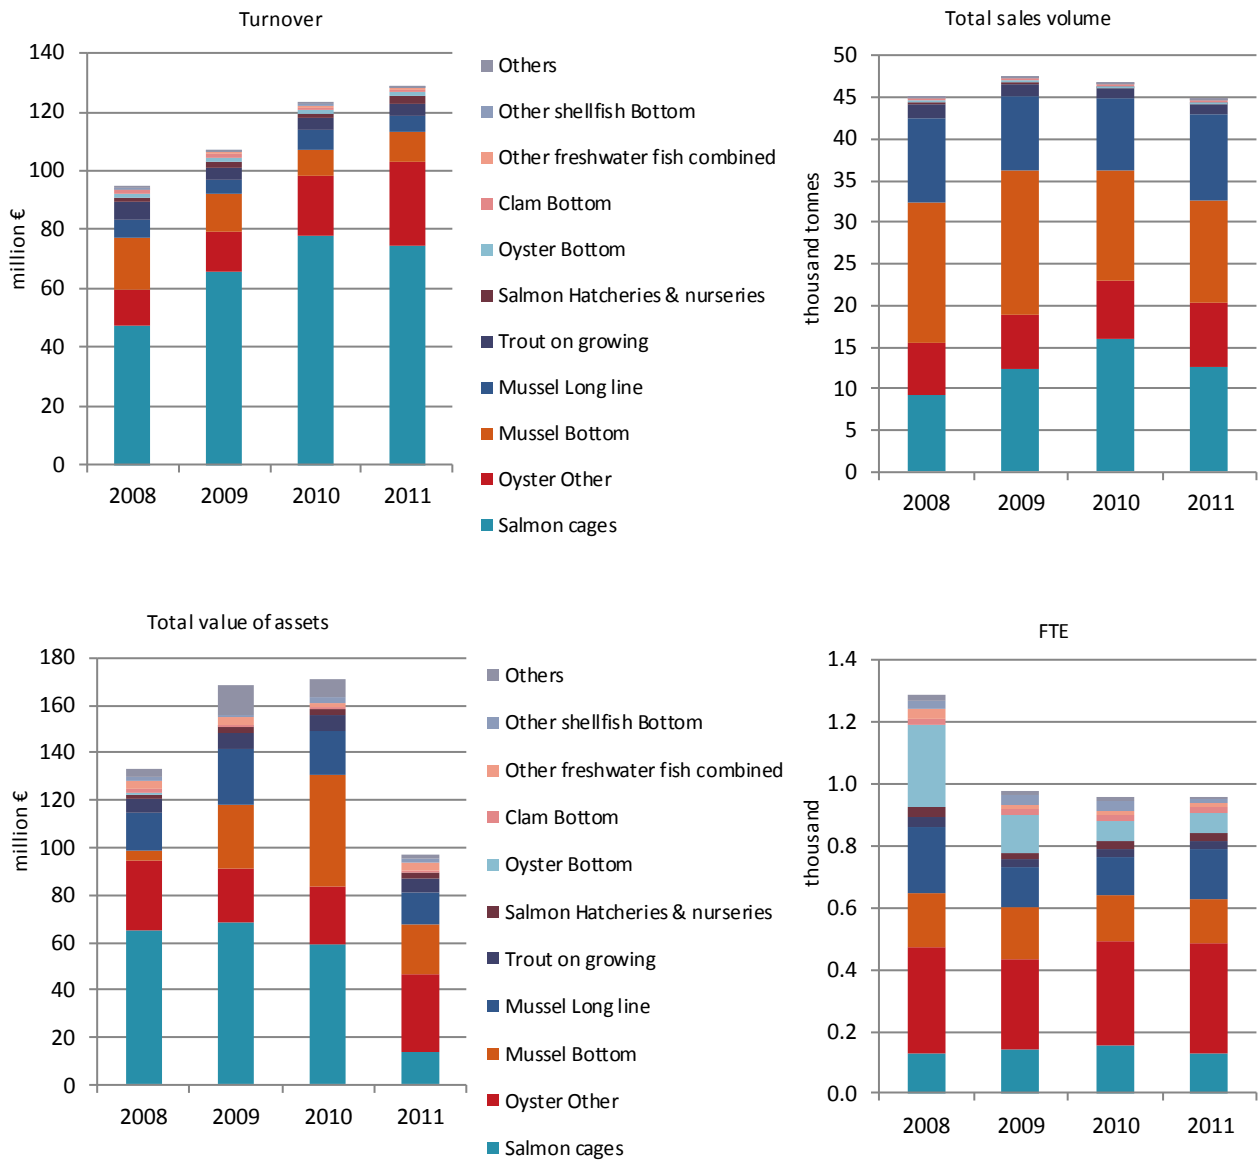 Turnover
140
120
100
80
60
40
20
0
million €
2008
2009
2010
2011
Others
Other shellfish Bottom
Other freshwater fish combined
Clam Bottom
Oyster Bottom
Salmon Hatcheries & nurseries
Trout on growing
Mussel Long line
Mussel Bottom
Oyster Other
Salmon cages
Total sales volume
50
45
40
35
30
25
20
15
10
5
0
thousand tonnes
2008
2009
2010
2011
Total value of assets
180
160
140
120
100
80
60
40
20
0
million €
2008
2009
2010
2011
Others
Other shellfish Bottom
Other freshwater fish combined
Clam Bottom
Oyster Bottom
Salmon Hatcheries & nurseries
Trout on growing
Mussel Long line
Mussel Bottom
Oyster Other
Salmon cages
FTE
1.4
1.2
1.0
0.8
0.6
0.4
0.2
0.0
thousand
2008
2009
2010
2011